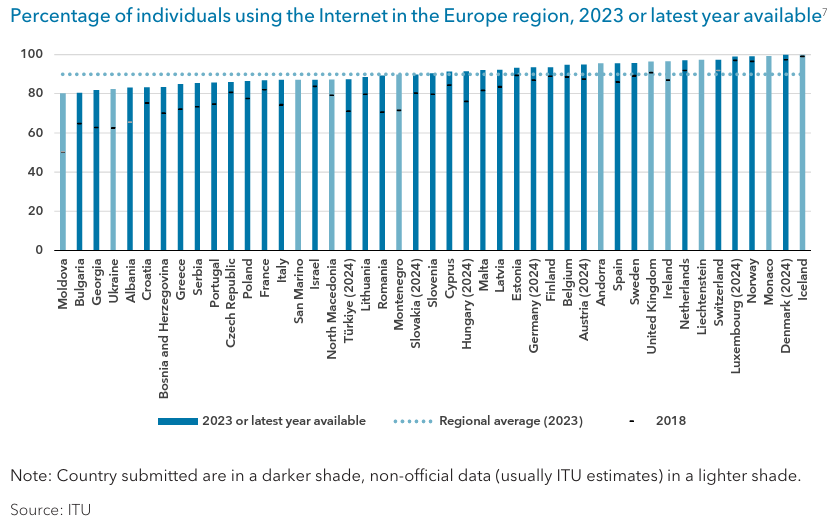 Percentage of individuals using the Internet in the Europe region, 2023 or latest year available7
100
80
60
40
20
0
Moldova
Bulgaria
Georgia
Ukraine
Albania
Croatia
Bosnia and Herzegovina
Greece
Serbia
Portugal
Czech Republic
Poland
France
Italy
San Marino
Israel
North Macedonia
Türkiye (2024)
Lithuania
Romania
Montenegro
Slovakia (2024)
Slovenia
Cyprus
Hungary (2024)
Malta
Latvia
Estonia
Germany (2024)
Finland
Belgium
Austria (2024)
Andorra
Spain
Sweden
United Kingdom
Ireland
Netherlands
Liechtenstein
Switzerland
Luxembourg (2024)
Norway
Monaco
Denmark (2024)
Iceland
2023 or latest year available
Regional average (2023)
2018
Note: Country submitted are in a darker shade, non-official data (usually ITU estimates) in a lighter shade.
Source: ITU